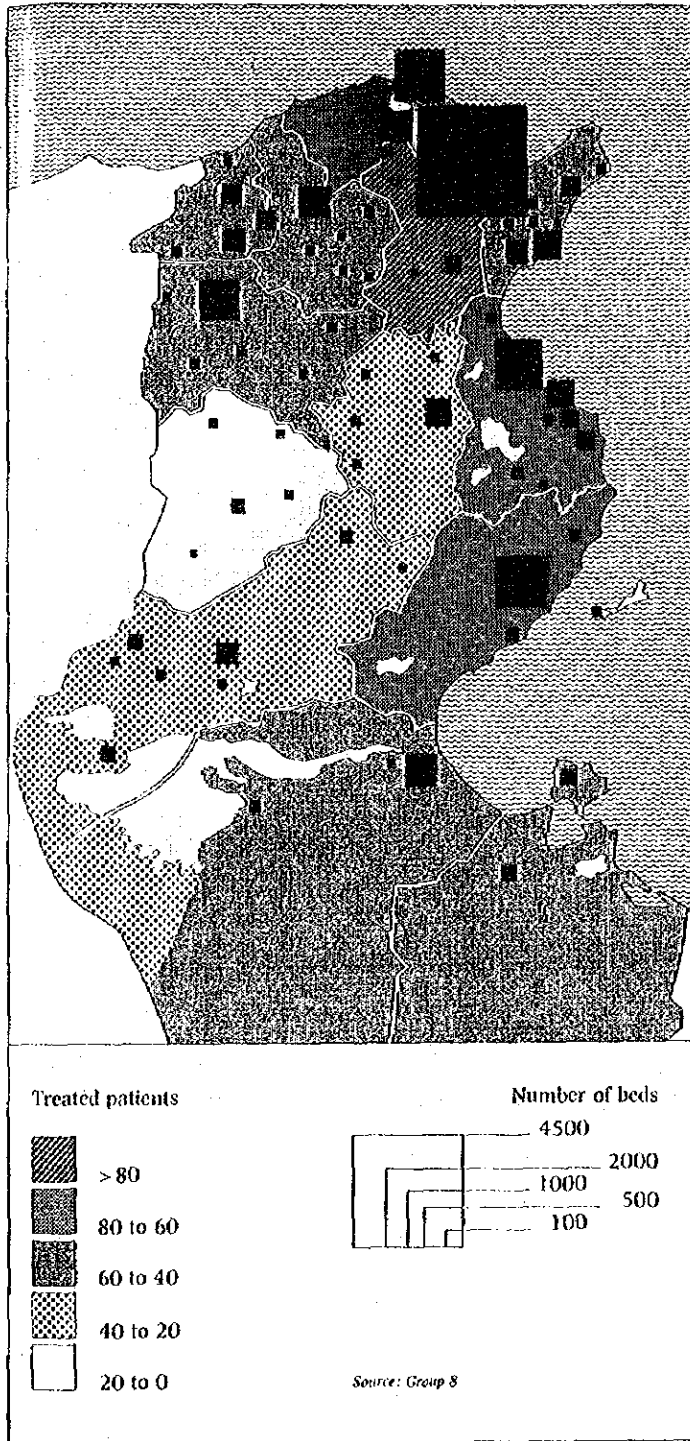 Treated patients
> 80
80 to 60
60 to 40
40 to 20
20 to 0
Number of beds
4500
2000
1000
500
100
Source: Group 8